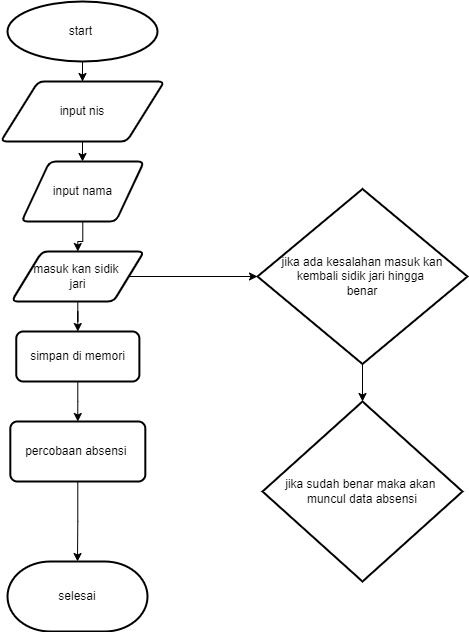 start
input nis
input nama
masuk kan sidik
jari
simpan di memori
percobaan absensi
selesai
jika ada kesalahan masuk kan
kembali sidik jari hingga
benar
jika sudah benar maka akan
muncul data absensi